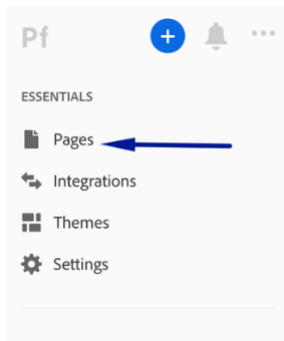 Pf
ESSENTIALS
Pages
Integrations
Themes
Settings